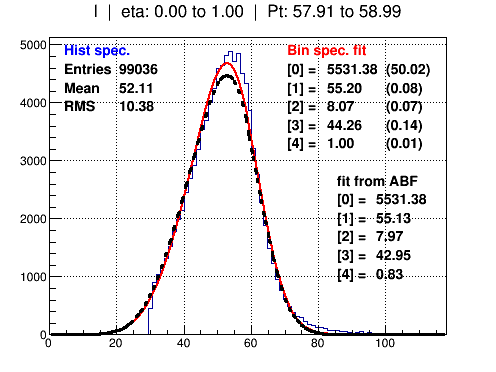 I | eta: 0.00 to 1.00 | Pt: 57.91 to 58.99
Hist spec.
Entries 99036
Mean 52.11
RMS 10.38
Bin spec. fit
[0] = 5531.38 (50.02)
[1] = 55.20 (0.08)
[2] = 8.07 (0.07)
[3] = 44.26 (0.14)
[4] = 1.00 (0.01)
fit from ABF
[0] = 5531.38
[1] = 55.13
[2] = 7.97
[3] = 42.95
[4] = 0.83
5000
4000
3000
2000
1000
0
0 20 40 60 80 100